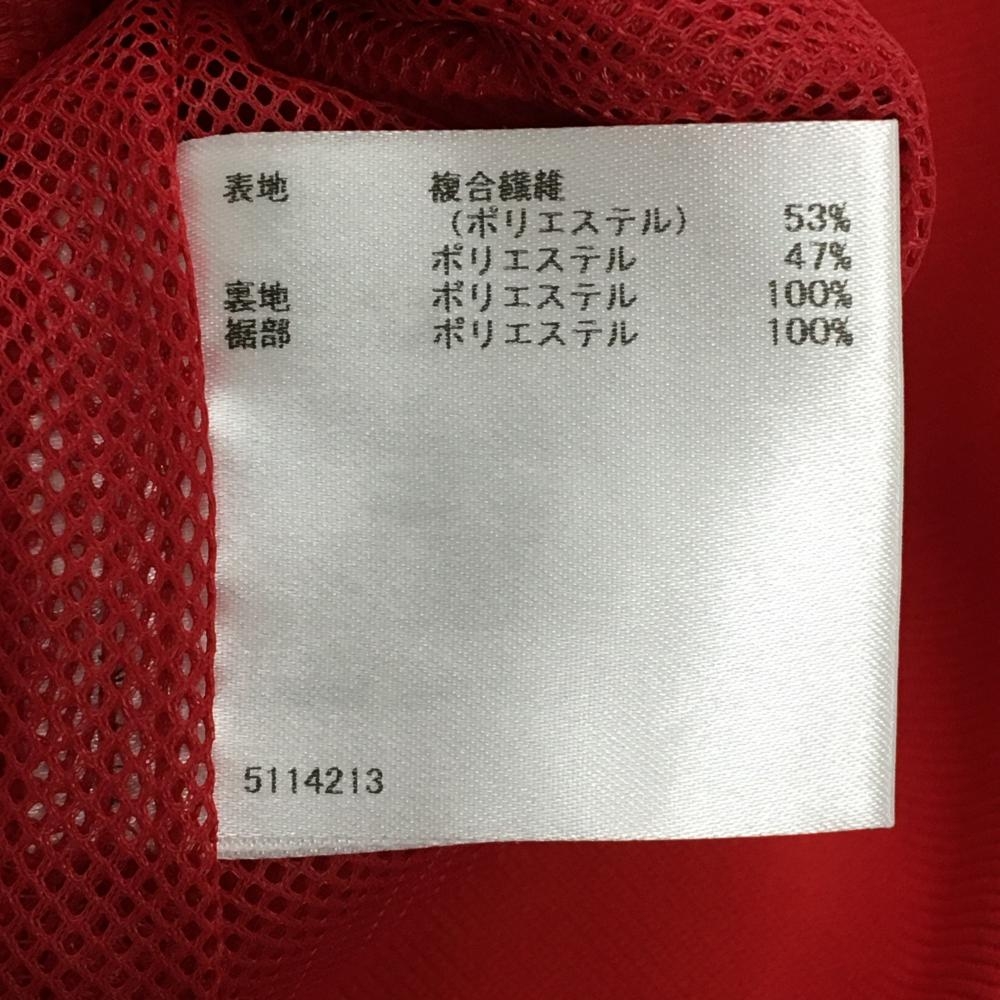 表地 複合繊維
（ポリエステル） 53%
ポリエステル 47%
裏地 ポリエステル 100%
裾部 ポリエステル 100%
5114213